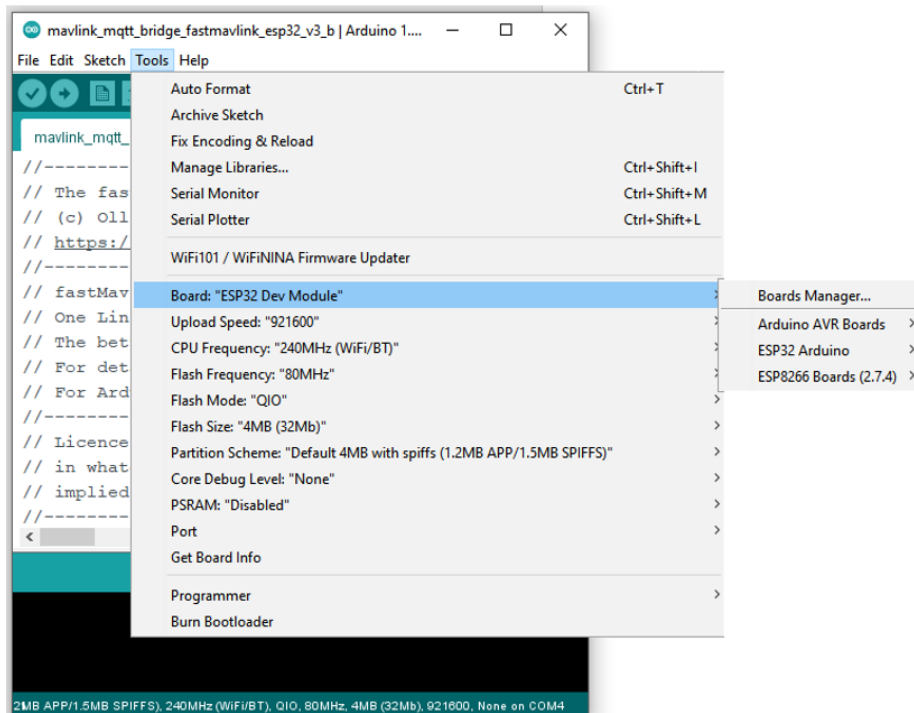 mavlink_mqtt_bridge_fastmavlink_esp32_v3_b | Arduino 1....
File Edit Sketch Tools Help
mavlink_mqtt_
//--------
// The fas
// (c) Oll
// https:/
//--------
// fastMav
// One Lin
// The bet
// For det
// For Ard
//--------
// Licence
// in what
// implied
//--------
Auto Format Ctrl+T
Archive Sketch
Fix Encoding & Reload
Manage Libraries... Ctrl+Shift+I
Serial Monitor Ctrl+Shift+M
Serial Plotter Ctrl+Shift+L
WiFi101 / WiFiNINA Firmware Updater
Board: "ESP32 Dev Module"
Upload Speed: "921600"
CPU Frequency: "240MHz (WiFi/BT)"
Flash Frequency: "80MHz"
Flash Mode: "QIO"
Flash Size: "4MB (32Mb)"
Partition Scheme: "Default 4MB with spiffs (1.2MB APP/1.5MB SPIFFS)"
Core Debug Level: "None"
PSRAM: "Disabled"
Port
Get Board Info
Programmer
Burn Bootloader
Boards Manager...
Arduino AVR Boards
ESP32 Arduino
ESP8266 Boards (2.7.4)
2MB APP/1.5MB SPIFFS), 240MHz (WiFi/BT), QIO, 80MHz, 4MB (32Mb), 921600, None on COM4